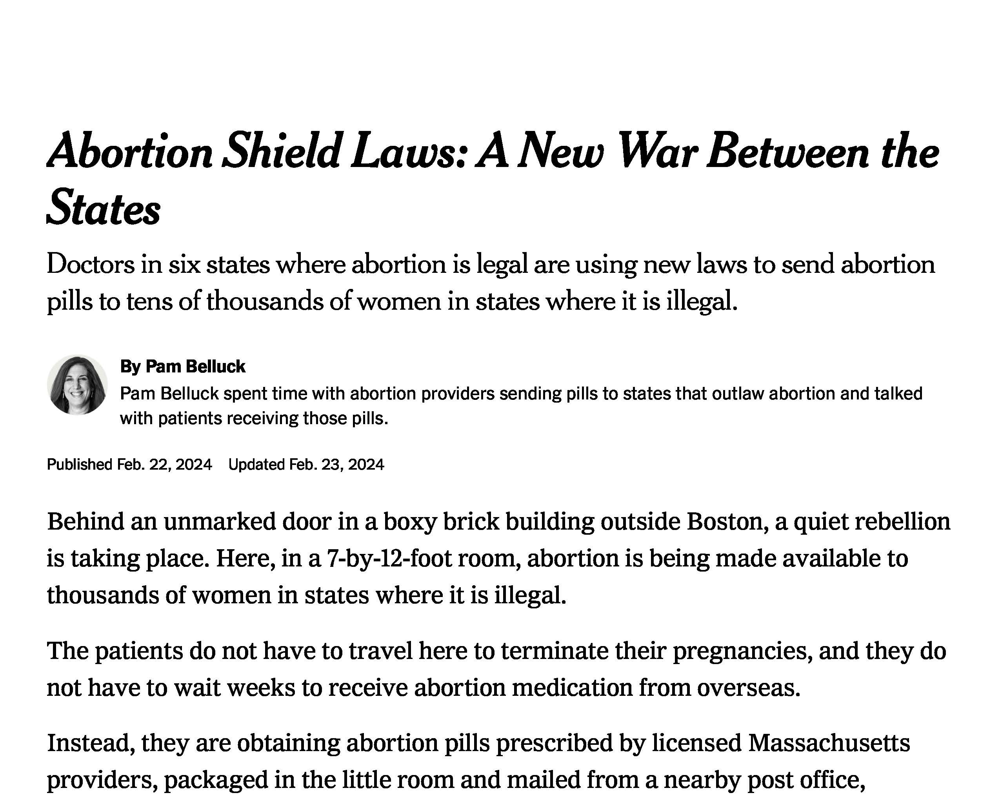 Abortion Shield Laws: A New War Between the
States
Doctors in six states where abortion is legal are using new laws to send abortion
pills to tens of thousands of women in states where it is illegal.
By Pam Belluck
Pam Belluck spent time with abortion providers sending pills to states that outlaw abortion and talked
with patients receiving those pills.
Published Feb. 22, 2024 Updated Feb. 23, 2024
Behind an unmarked door in a boxy brick building outside Boston, a quiet rebellion
is taking place. Here, in a 7-by-12-foot room, abortion is being made available to
thousands of women in states where it is illegal.
The patients do not have to travel here to terminate their pregnancies, and they do
not have to wait weeks to receive abortion medication from overseas.
Instead, they are obtaining abortion pills prescribed by licensed Massachusetts
providers, packaged in the little room and mailed from a nearby post office,